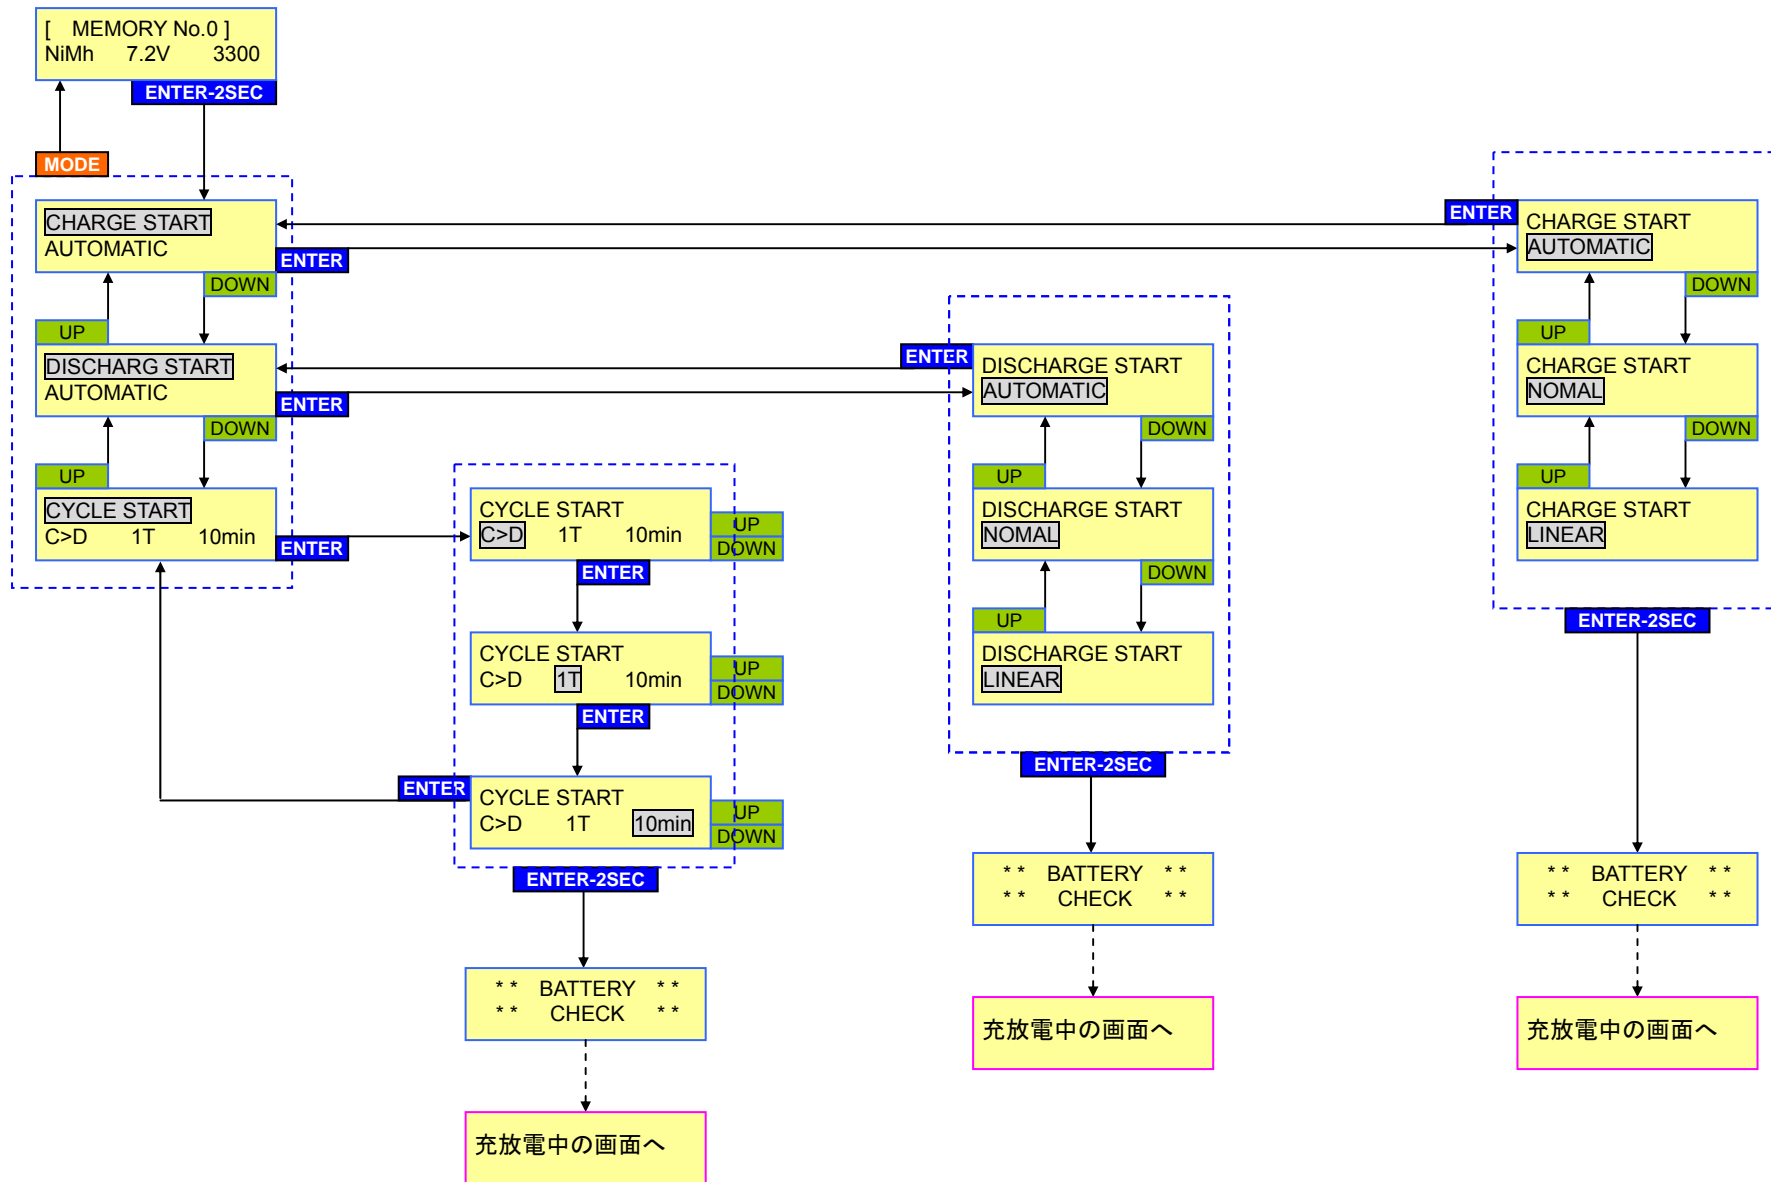 [ MEMORY No.0 ]
NiMh 7.2V 3300
ENTER-2SEC
MODE
CHARGE START
AUTOMATIC
ENTER
DOWN
UP
DISCHARG START
AUTOMATIC
ENTER
DOWN
UP
CYCLE START
C>D 1T 10min
ENTER
CYCLE START
C>D 1T 10min
UP
DOWN
ENTER
CYCLE START
C>D 1T 10min
UP
DOWN
ENTER
ENTER
CYCLE START
C>D 1T 10min
UP
DOWN
ENTER-2SEC
** BATTERY **
** CHECK **
充放電中の画面へ
ENTER
DISCHARGE START
AUTOMATIC
DOWN
UP
DISCHARGE START
NOMAL
DOWN
UP
DISCHARGE START
LINEAR
ENTER-2SEC
** BATTERY **
** CHECK **
充放電中の画面へ
ENTER
CHARGE START
AUTOMATIC
DOWN
UP
CHARGE START
NOMAL
DOWN
UP
CHARGE START
LINEAR
ENTER-2SEC
** BATTERY **
** CHECK **
充放電中の画面へ